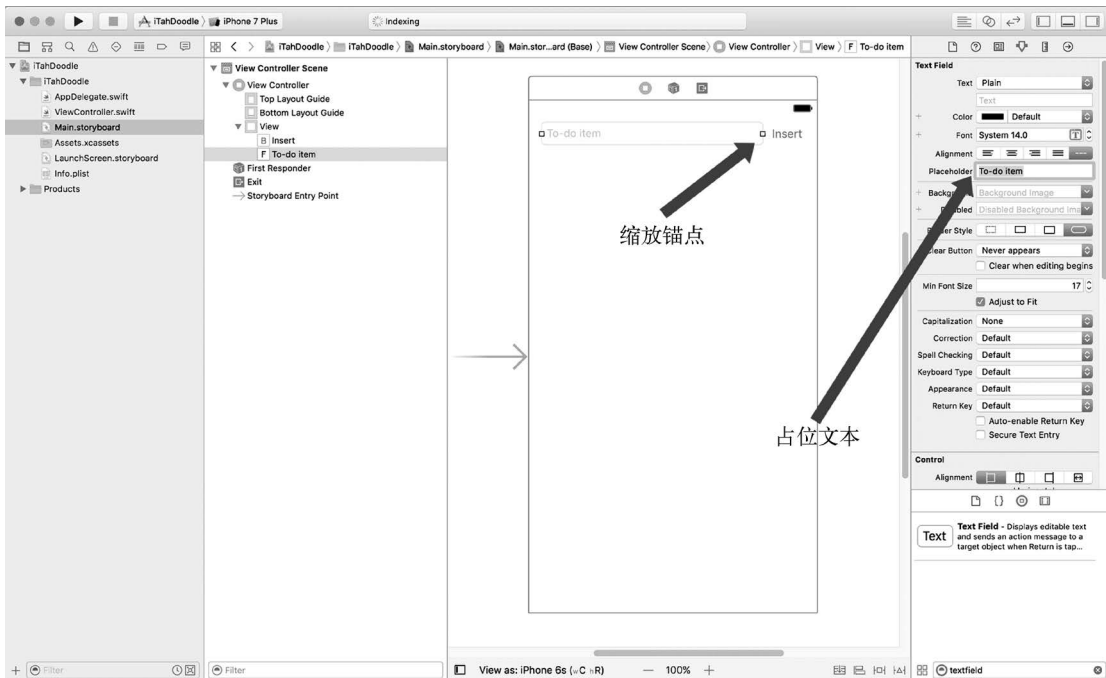 iTahDoodle
iPhone 7 Plus
Indexing
iTahDoodle
iTahDoodle
Main.storyboard
Main.stor...ard (Base)
View Controller Scene
View Controller
View
F To-do item
iTahDoodle
iTahDoodle
AppDelegate.swift
ViewController.swift
Main.storyboard
Assets.xcassets
LaunchScreen.storyboard
Info.plist
Products
Filter
View Controller Scene
View Controller
Top Layout Guide
Bottom Layout Guide
View
B Insert
F To-do item
First Responder
Exit
Storyboard Entry Point
Filter
To-do item
Insert
缩放锚点
占位文本
View as: iPhone 6s (wC hR)
100%
Text Field
Text Plain
Text
Color Default
Font System 14.0 T
Alignment
Placeholder To-do item
Background Image
Disabled Background Ima
Clear Button Never appears
Clear when editing begins
Min Font Size 17
Adjust to Fit
Capitalization None
Correction Default
Spell Checking Default
Keyboard Type Default
Appearance Default
Return Key Default
Auto-enable Return Key
Secure Text Entry
Control
Alignment
Text
Text Field - Displays editable text
and sends an action message to a
target object when Return is tap...
textfield